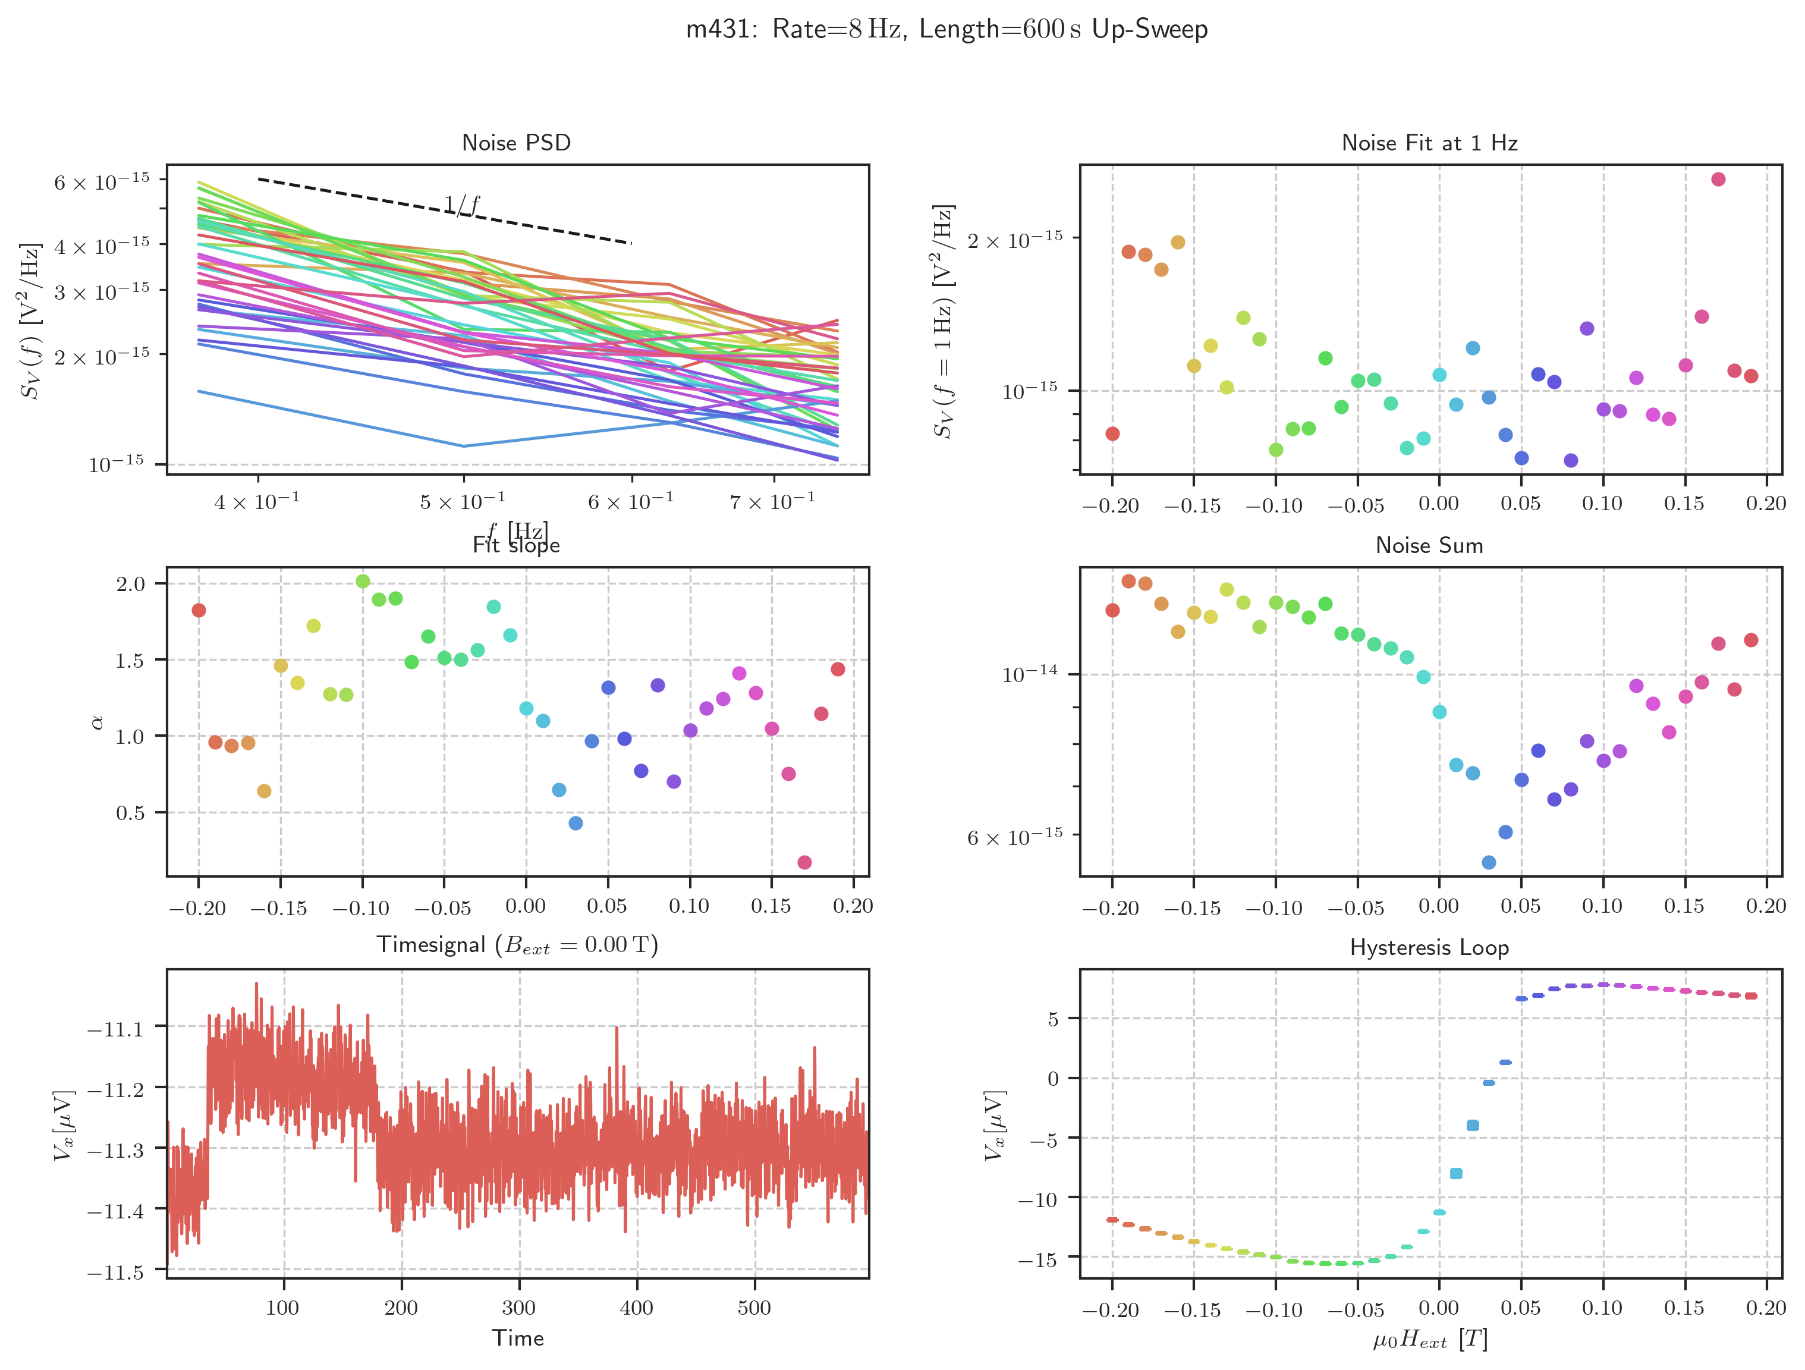 m431: Rate=8 Hz, Length=600 s Up-Sweep
Noise PSD
6 × 10⁻¹⁵
4 × 10⁻¹⁵
3 × 10⁻¹⁵
2 × 10⁻¹⁵
10⁻¹⁵
S_V (f) [V²/Hz]
1/f
4 × 10⁻¹ 5 × 10⁻¹ 6 × 10⁻¹ 7 × 10⁻¹
f [Hz]
Noise Fit at 1 Hz
2 × 10⁻¹⁵
10⁻¹⁵
S_V (f = 1 Hz) [V²/Hz]
−0.20 −0.15 −0.10 −0.05 0.00 0.05 0.10 0.15 0.20
Fit slope
2.0
1.5
1.0
0.5
α
−0.20 −0.15 −0.10 −0.05 0.00 0.05 0.10 0.15 0.20
Noise Sum
10⁻¹⁴
6 × 10⁻¹⁵
−0.20 −0.15 −0.10 −0.05 0.00 0.05 0.10 0.15 0.20
Timesignal (B_ext = 0.00 T)
−11.1
−11.2
−11.3
−11.4
−11.5
V_x[μV]
100 200 300 400 500
Time
Hysteresis Loop
5
0
−5
−10
−15
V_x[μV]
−0.20 −0.15 −0.10 −0.05 0.00 0.05 0.10 0.15 0.20
μ₀H_ext [T]